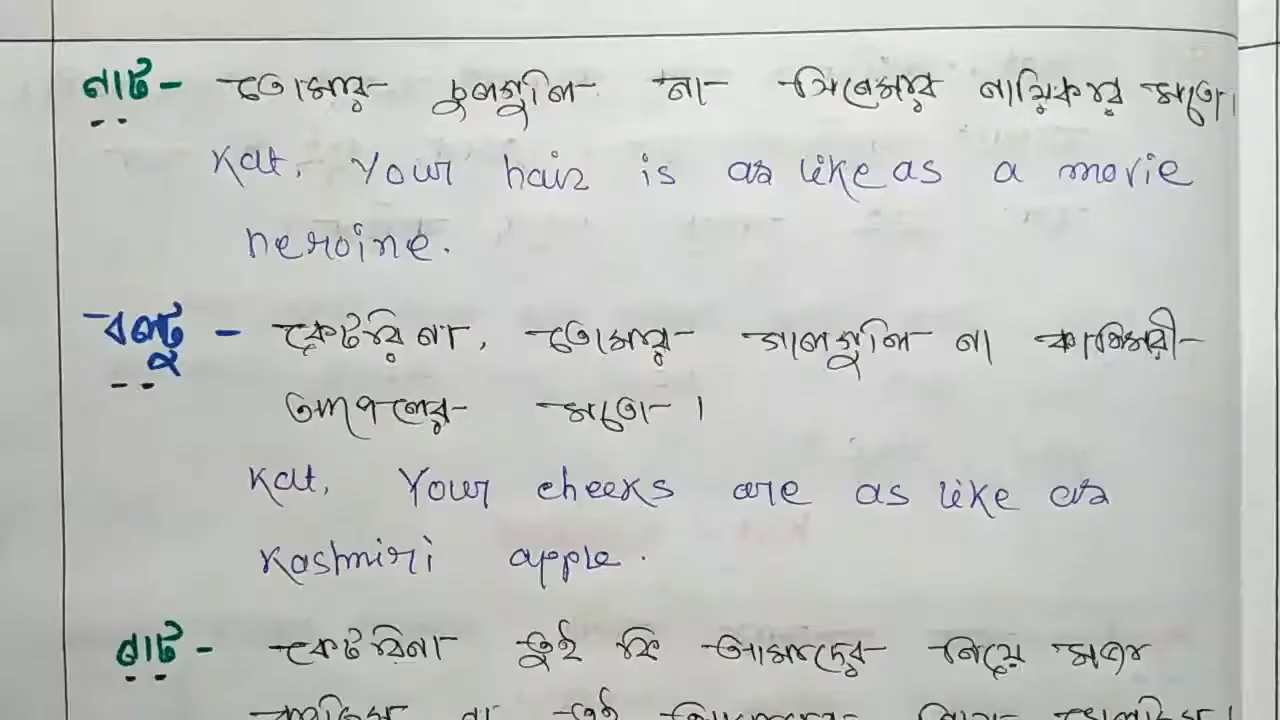 নাট - তোমার চুলগুলি না সিনেমার নায়িকার মতো।
Kat, Your hair is as like as a movie
heroine.
বল্টু - কেটরিনা, তোমার গালগুলি না কাশ্মিরী
আপেলের মতো।
Kat, Your cheeks are as like as
Kashmiri apple.
নাট - কেটরিনা তুই কি আমাদের নিয়ে মজা